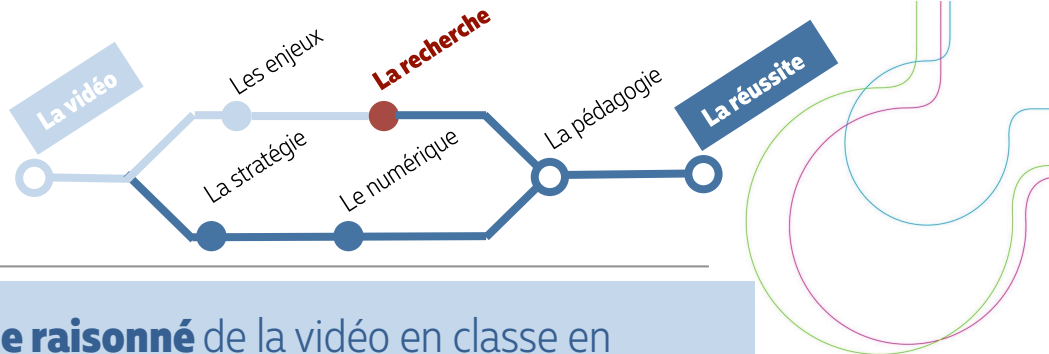 La vidéo
Les enjeux
La recherche
La stratégie
Le numérique
La pédagogie
La réussite
e raisonné de la vidéo en classe en